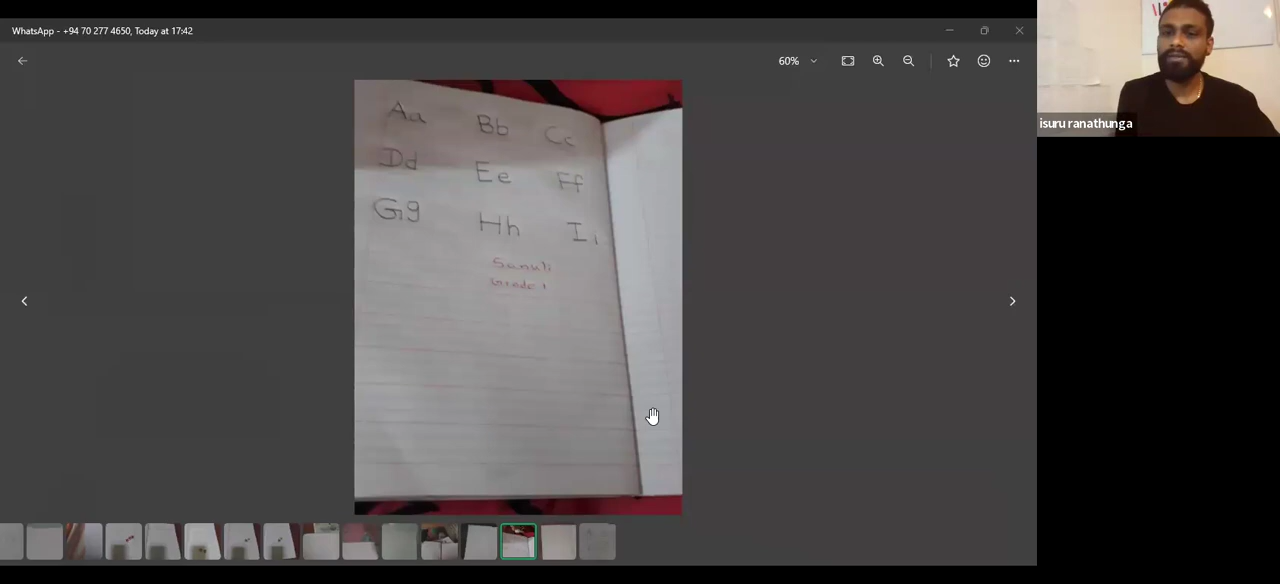 WhatsApp - +94 70 277 4650, Today at 17:42
60%
isuru ranathunga
Aa Bb Cc
Dd Ee Ff
Gg Hh Ii
Sanuli
Grade 1